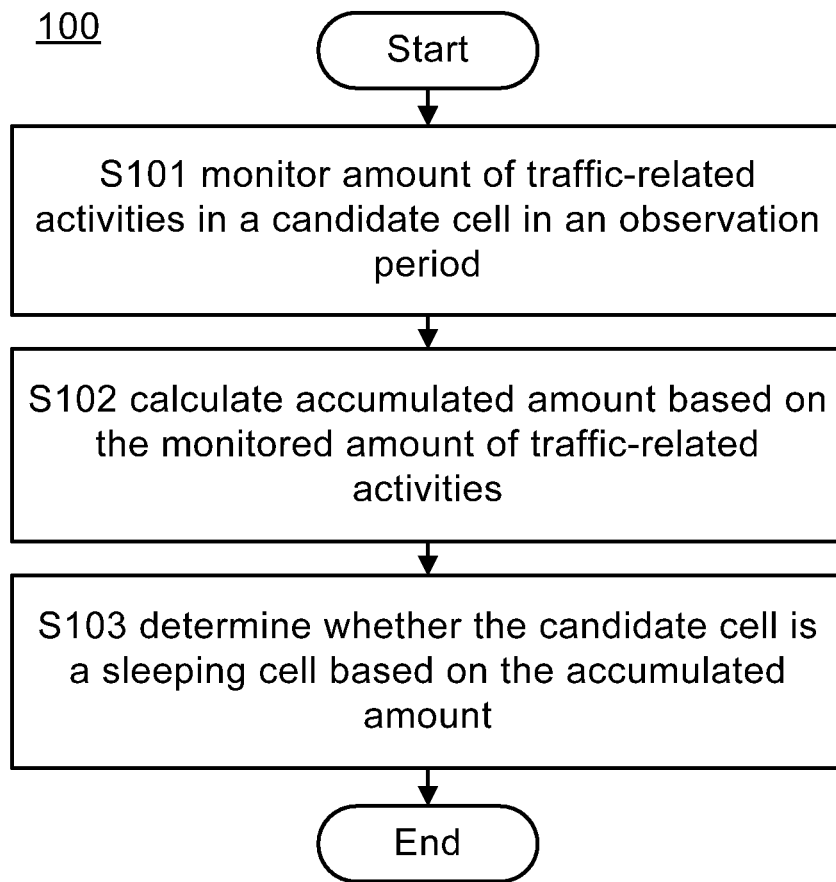 100
Start
S101 monitor amount of traffic-related
activities in a candidate cell in an observation
period
S102 calculate accumulated amount based on
the monitored amount of traffic-related
activities
S103 determine whether the candidate cell is
a sleeping cell based on the accumulated
amount
End